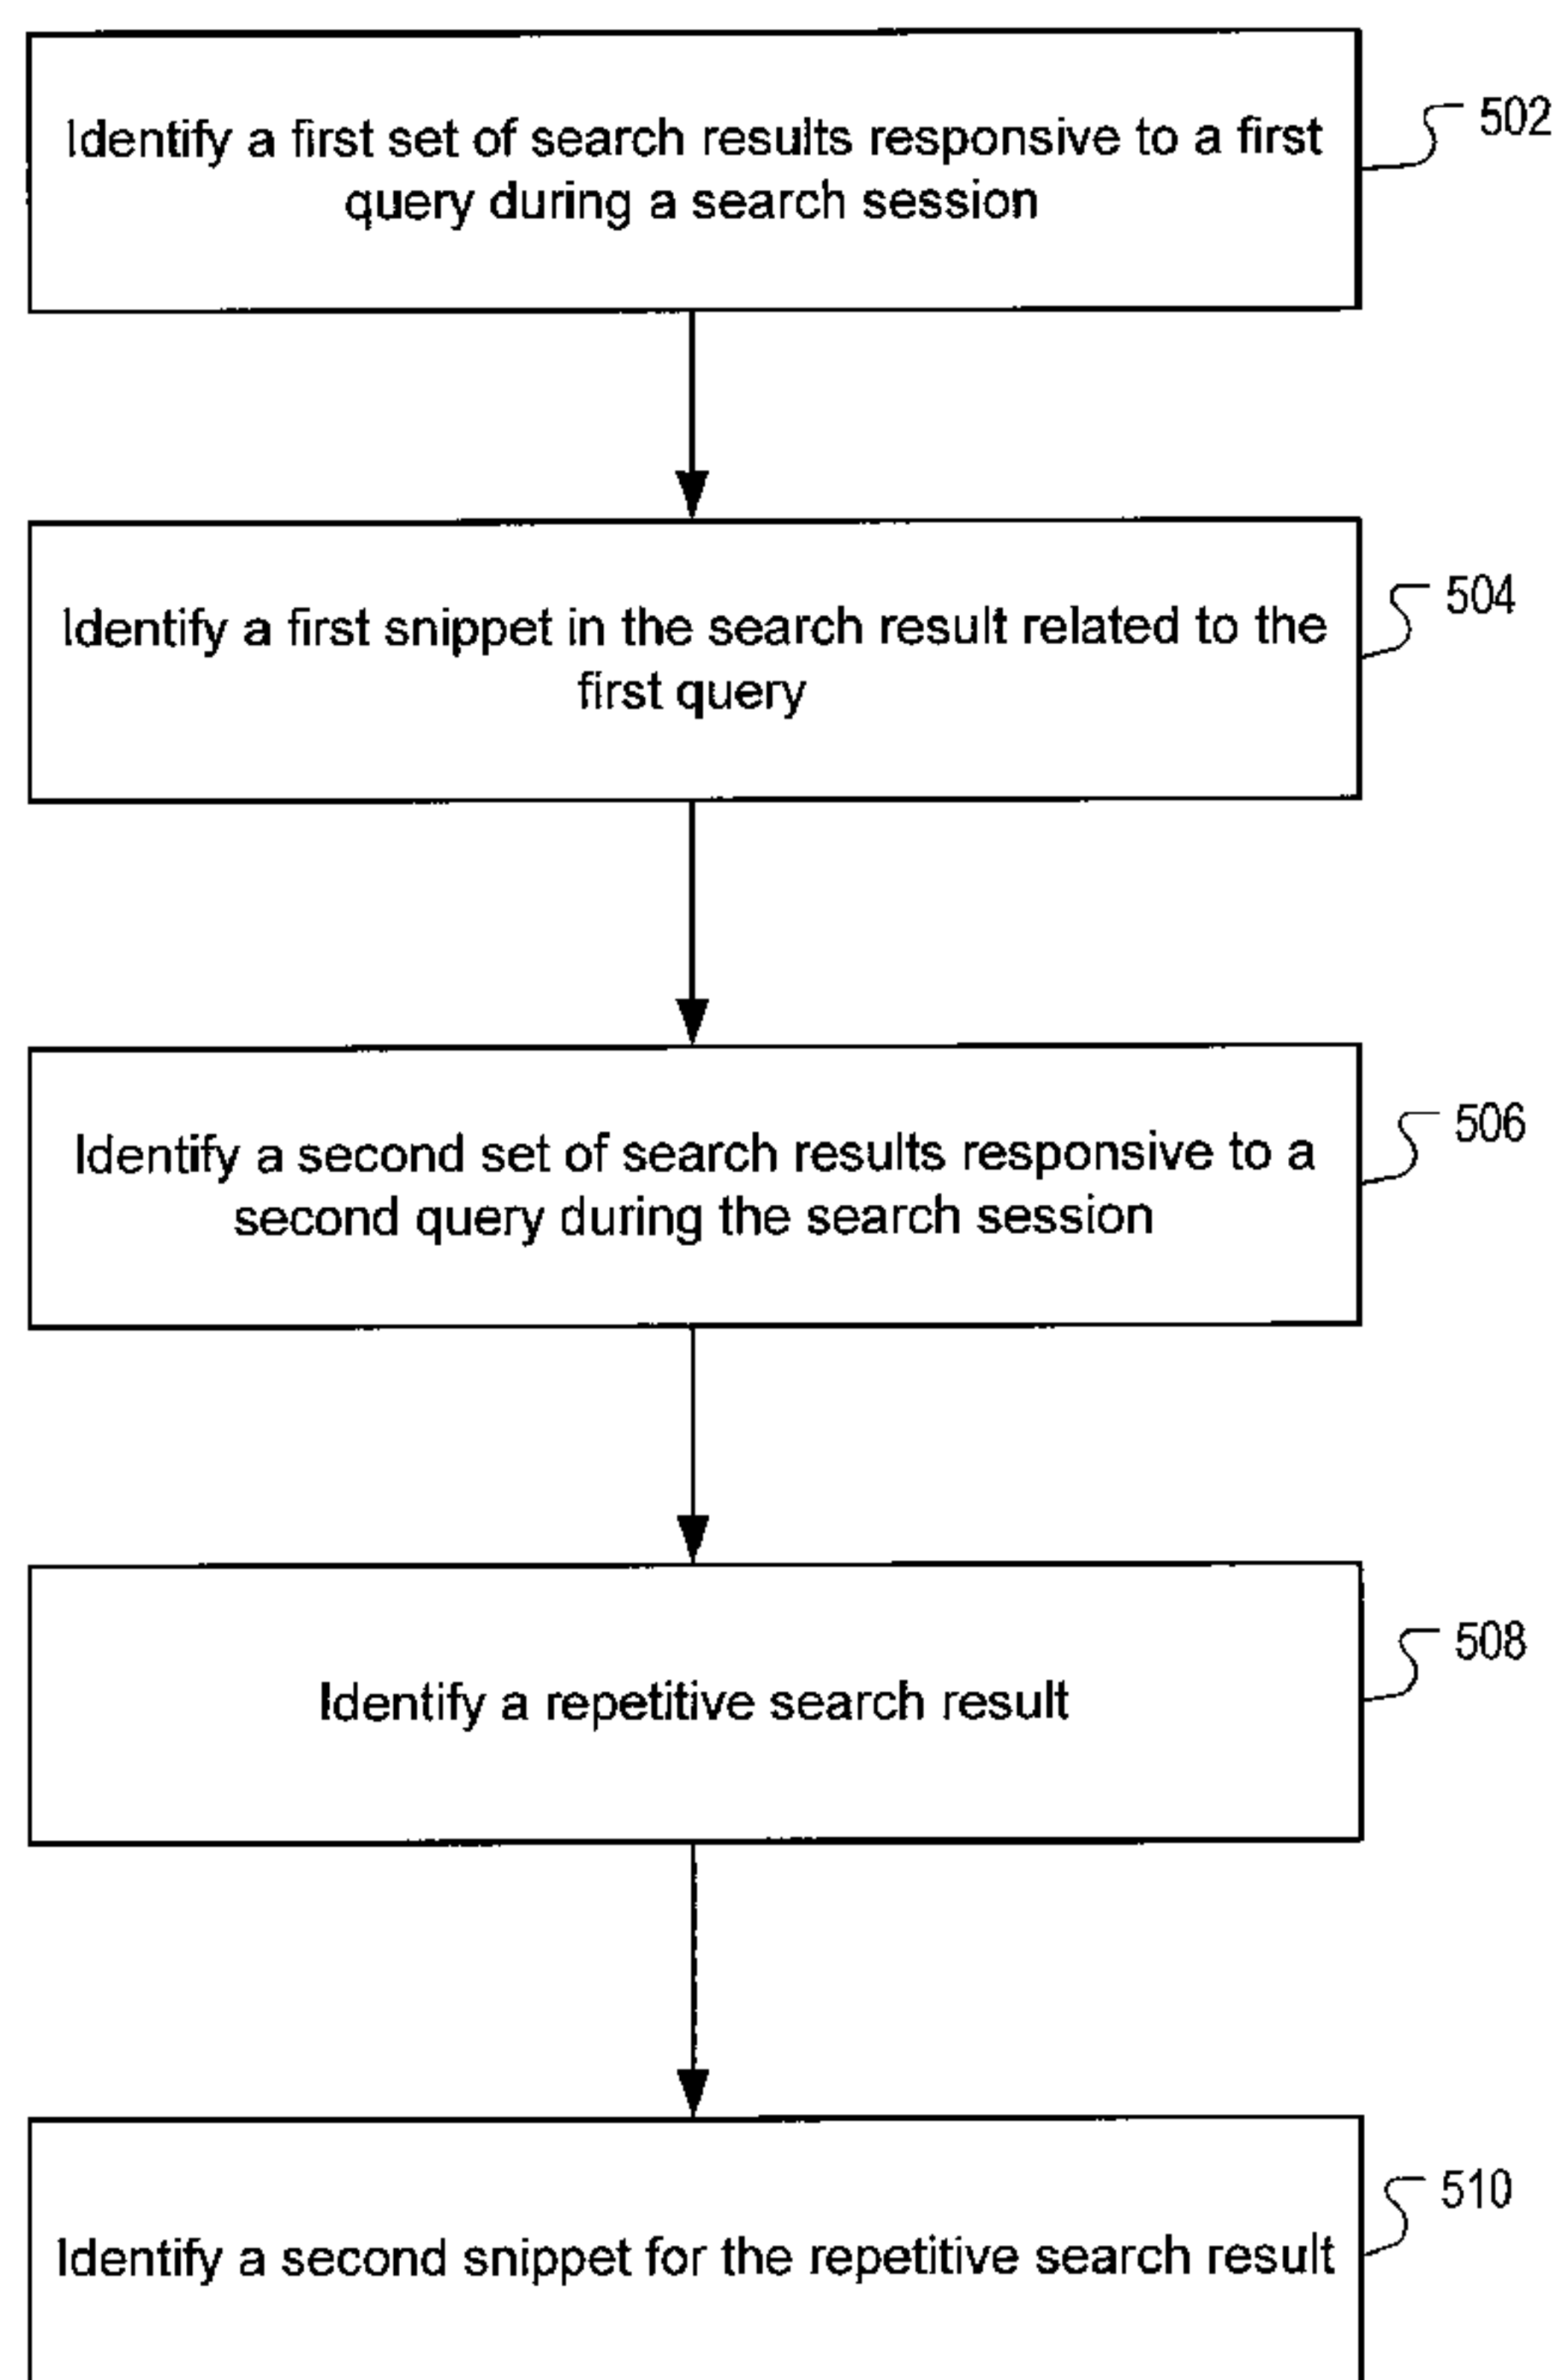 Identify a first set of search results responsive to a first
query during a search session
502
Identify a first snippet in the search result related to the
first query
504
Identify a second set of search results responsive to a
second query during the search session
506
Identify a repetitive search result
508
Identify a second snippet for the repetitive search result
510